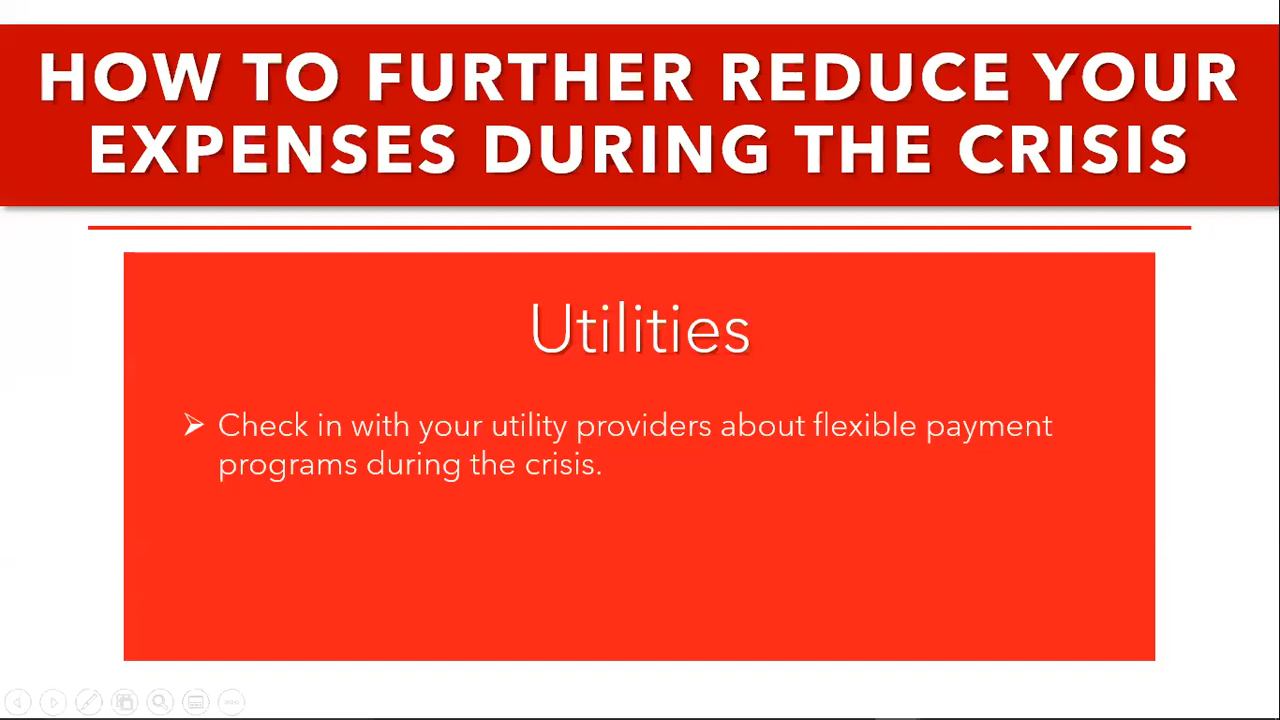 HOW TO FURTHER REDUCE YOUR
EXPENSES DURING THE CRISIS
Utilities
➢ Check in with your utility providers about flexible payment
programs during the crisis.